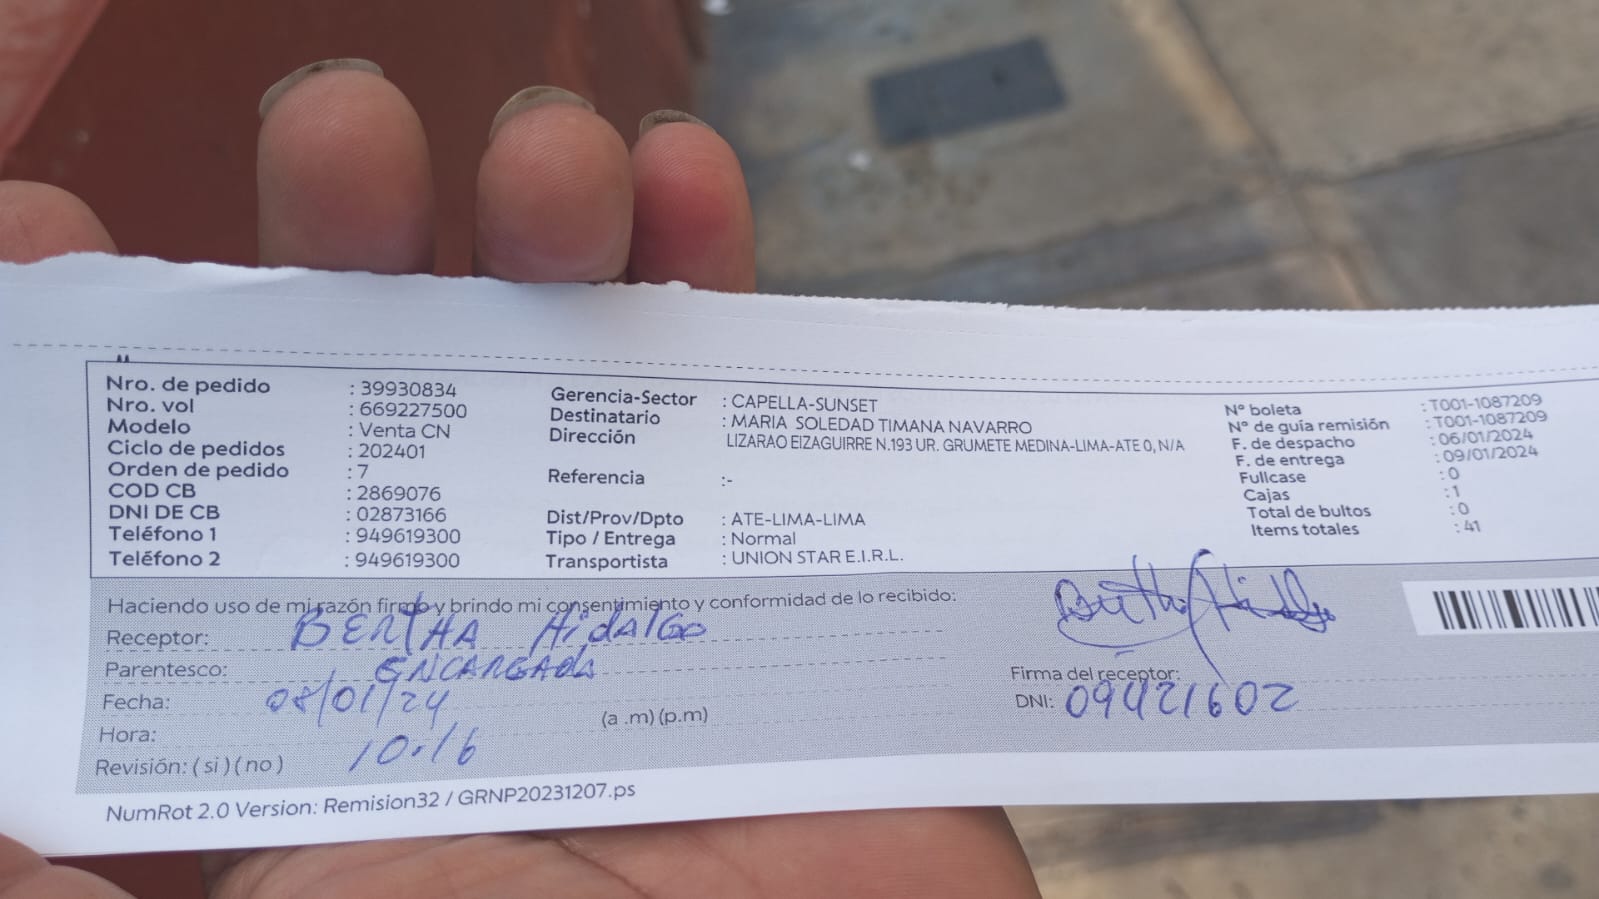 Nro. de pedido : 39930834
Nro. vol : 669227500
Modelo : Venta CN
Ciclo de pedidos : 202401
Orden de pedido : 7
COD CB : 2869076
DNI DE CB : 02873166
Teléfono 1 : 949619300
Teléfono 2 : 949619300
Gerencia-Sector : CAPELLA-SUNSET
Destinatario : MARIA SOLEDAD TIMANA NAVARRO
Dirección LIZARAO EIZAGUIRRE N.193 UR. GRUMETE MEDINA-LIMA-ATE 0, N/A
Referencia :-
Dist/Prov/Dpto : ATE-LIMA-LIMA
Tipo / Entrega : Normal
Transportista : UNION STAR E.I.R.L.
N° boleta : T001-1087209
N° de guía remisión : T001-1087209
F. de despacho : 06/01/2024
F. de entrega : 09/01/2024
Fullcase : 0
Cajas : 1
Total de bultos : 0
Items totales : 41
Haciendo uso de mi razón firmo y brindo mi consentimiento y conformidad de lo recibido:
Receptor: BERTHA HidALGO
Parentesco: ENCARGADA
Fecha: 08/01/24
Hora: 10.16 (a .m) (p.m)
Revisión: ( si ) ( no )
Firma del receptor:
DNI: 09421602
NumRot 2.0 Version: Remision32 / GRNP20231207.ps